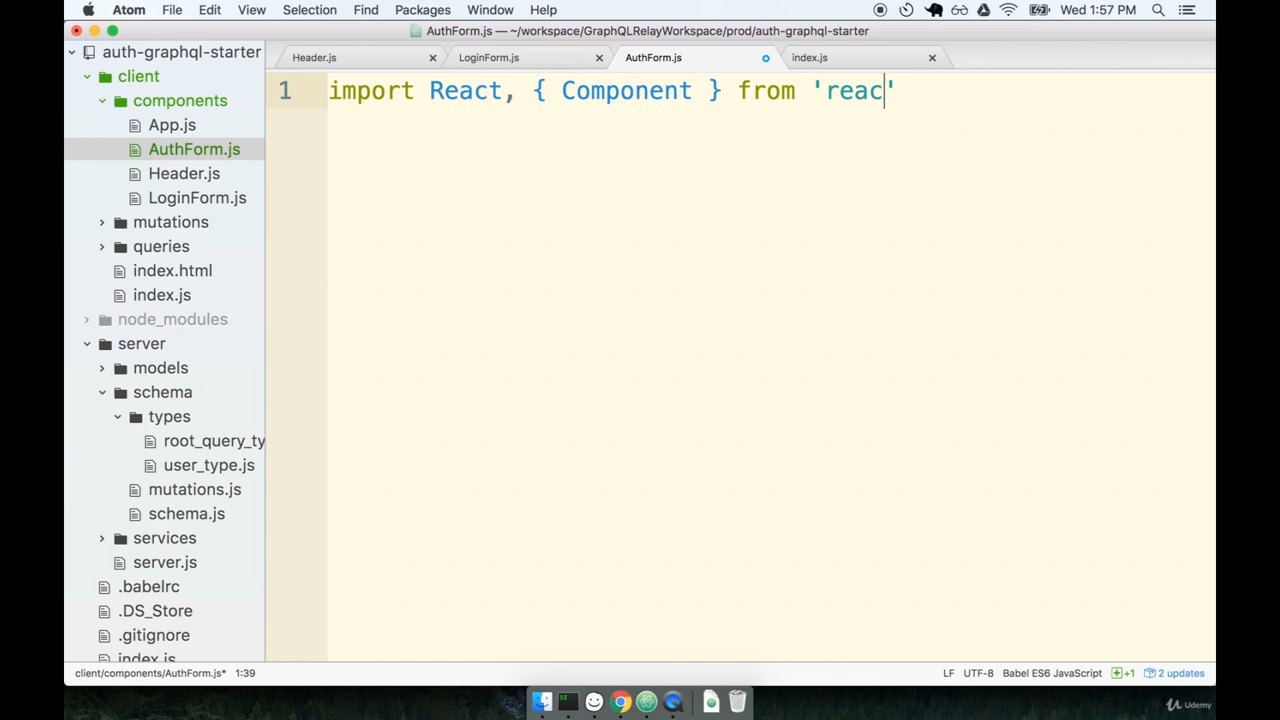 Atom File Edit View Selection Find Packages Window Help Wed 1:57 PM
AuthForm.js — ~/workspace/GraphQLRelayWorkspace/prod/auth-graphql-starter
auth-graphql-starter
Header.js LoginForm.js AuthForm.js index.js
client
components
App.js
AuthForm.js
Header.js
LoginForm.js
mutations
queries
index.html
index.js
node_modules
server
models
schema
types
root_query_ty
user_type.js
mutations.js
schema.js
services
server.js
.babelrc
.DS_Store
.gitignore
index.js
1 import React, { Component } from 'reac'
client/components/AuthForm.js* 1:39 LF UTF-8 Babel ES6 JavaScript +1 2 updates
Udemy